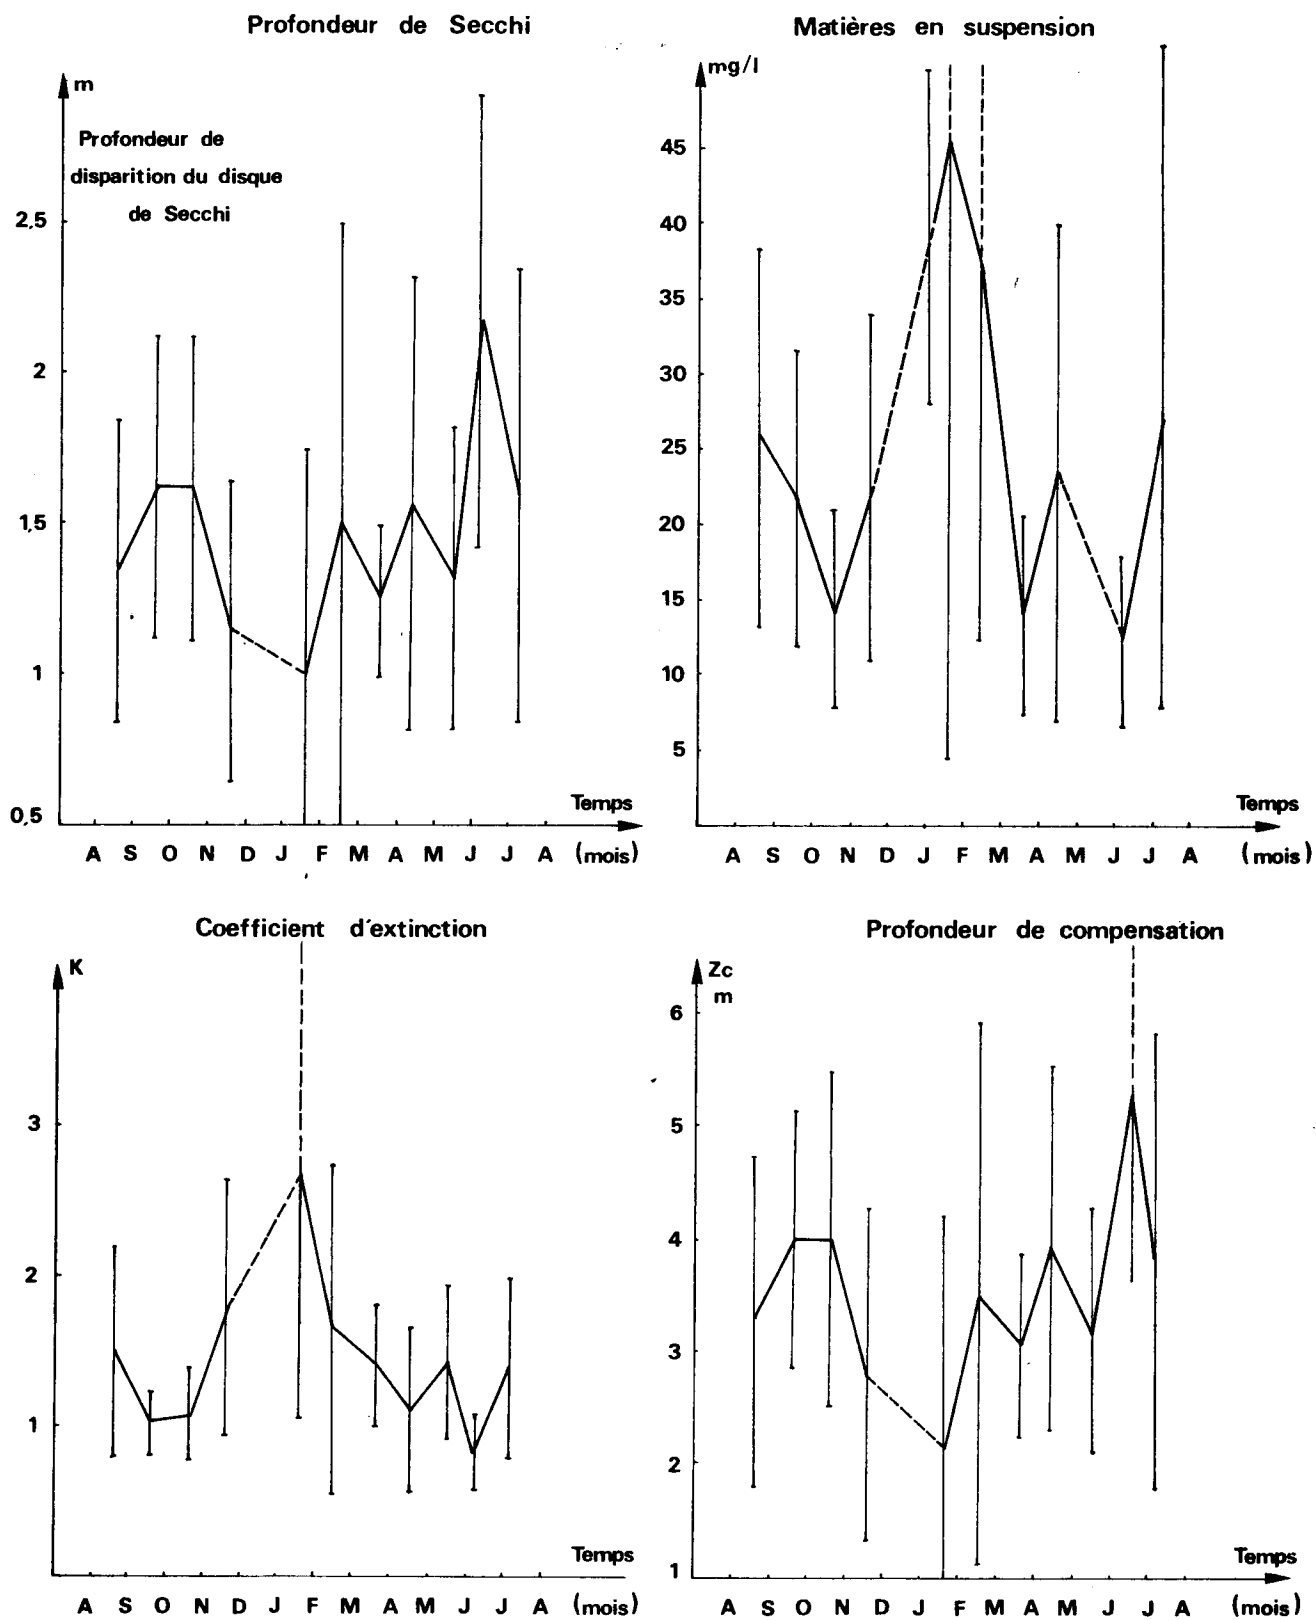 Profondeur de Secchi
m
Profondeur de
disparition du disque
de Secchi
2,5
2
1,5
1
0,5
Temps
A S O N D J F M A M J J A (mois)
Matières en suspension
mg/l
45
40
35
30
25
20
15
10
5
Temps
A S O N D J F M A M J J A (mois)
Coefficient d'extinction
K
3
2
1
Temps
A S O N D J F M A M J J A (mois)
Profondeur de compensation
Zc
m
6
5
4
3
2
1
Temps
A S O N D J F M A M J J A (mois)